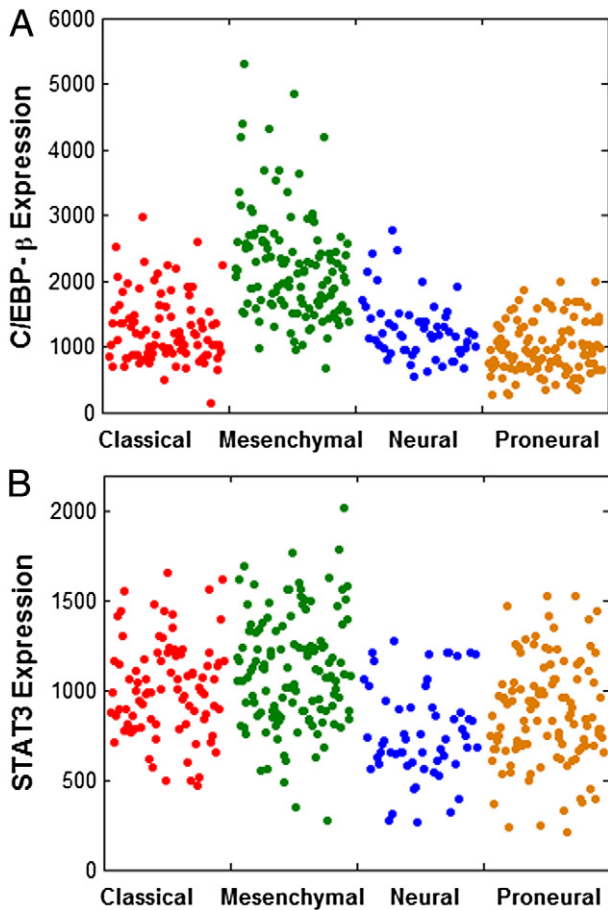 A
C/EBP-β Expression
6000
5000
4000
3000
2000
1000
0
Classical Mesenchymal Neural Proneural
B
STAT3 Expression
2000
1500
1000
500
0
Classical Mesenchymal Neural Proneural